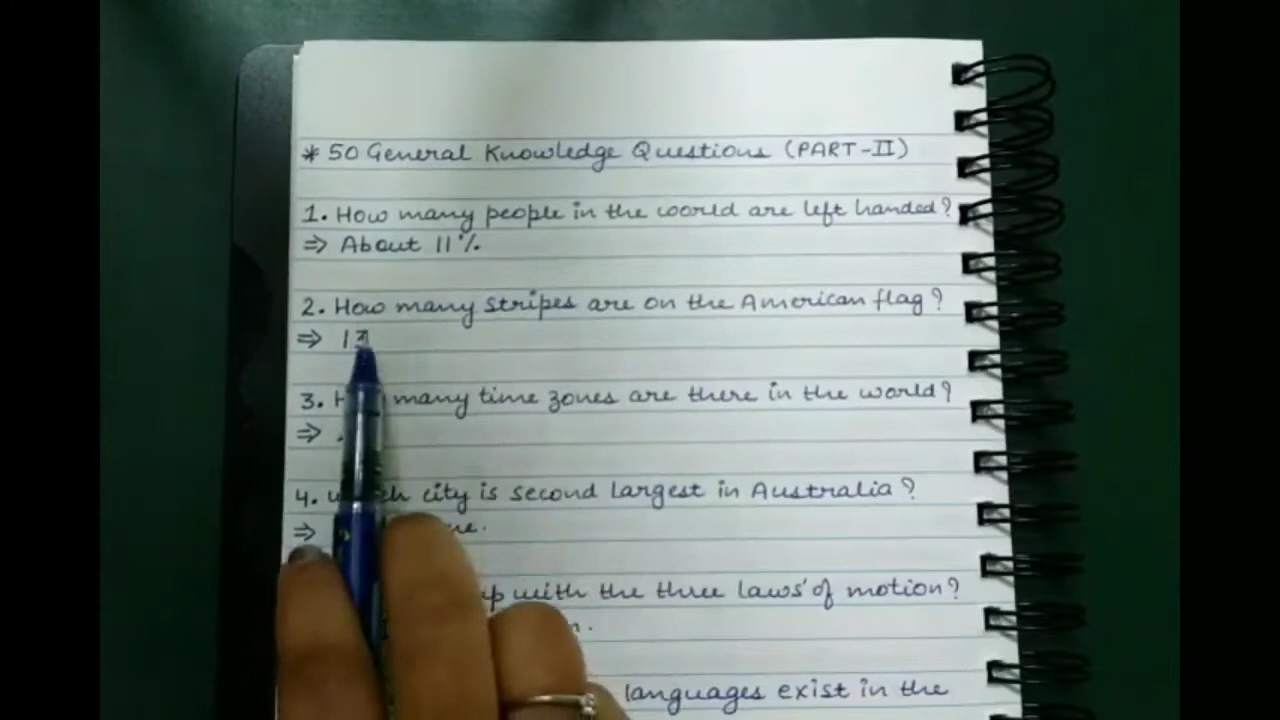 * 50 General Knowledge Questions (PART-II)
1. How many people in the world are left handed?
⇒ About 11%
2. How many stripes are on the American flag?
⇒ 13
3. many time zones are there in the world?
⇒
4. city is second largest in Australia?
⇒
up with the three laws of motion?
languages exist in the